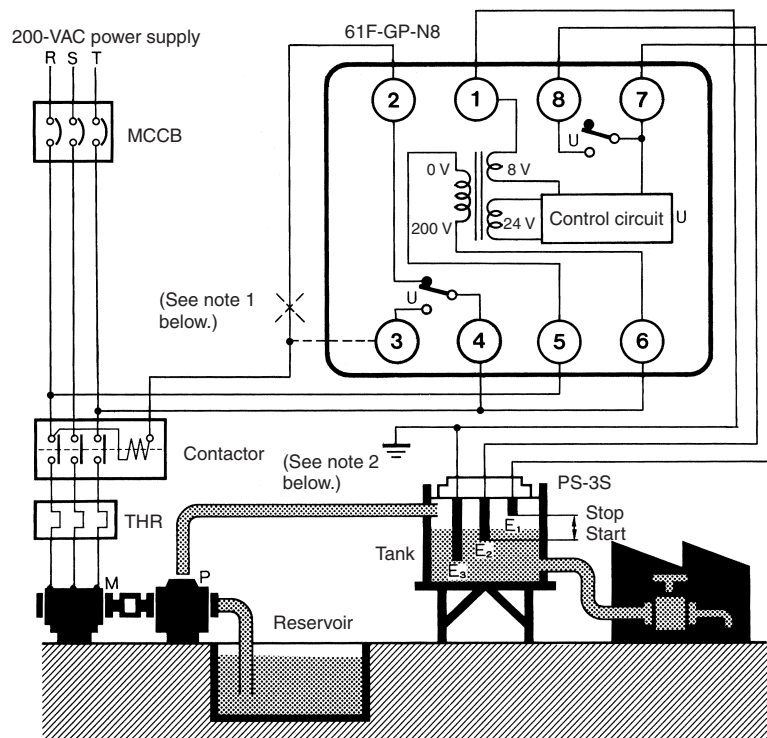 61F-GP-N8
200-VAC power supply
R S T
MCCB
2 1 8 7
U
0 V 8 V
200 V 24 V
Control circuit U
U
(See note 1
below.)
3 4 5 6
Contactor
(See note 2
below.)
PS-3S
THR
Tank
E1 Stop
E2 Start
E3
M P
Reservoir